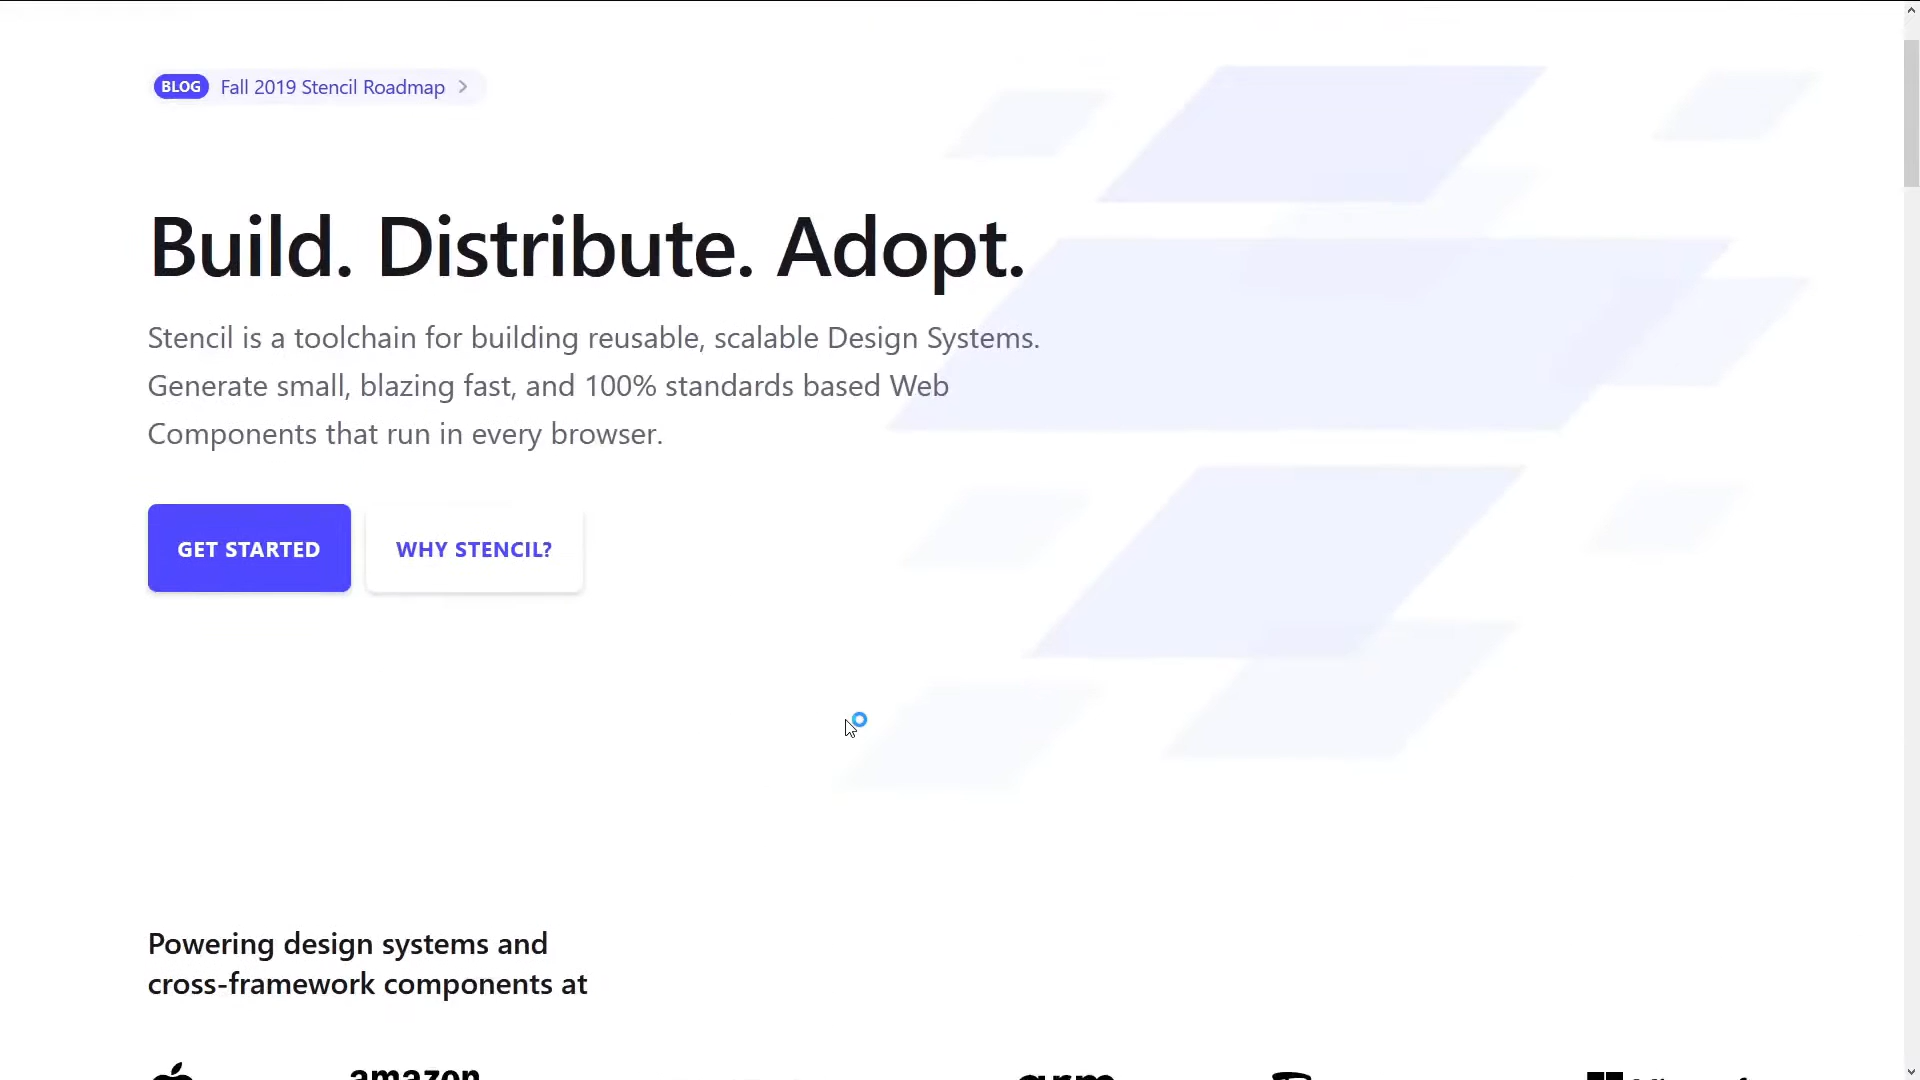 BLOG Fall 2019 Stencil Roadmap
Build. Distribute. Adopt.
Stencil is a toolchain for building reusable, scalable Design Systems.
Generate small, blazing fast, and 100% standards based Web
Components that run in every browser.
GET STARTED WHY STENCIL?
Powering design systems and
cross-framework components at
amazon arm